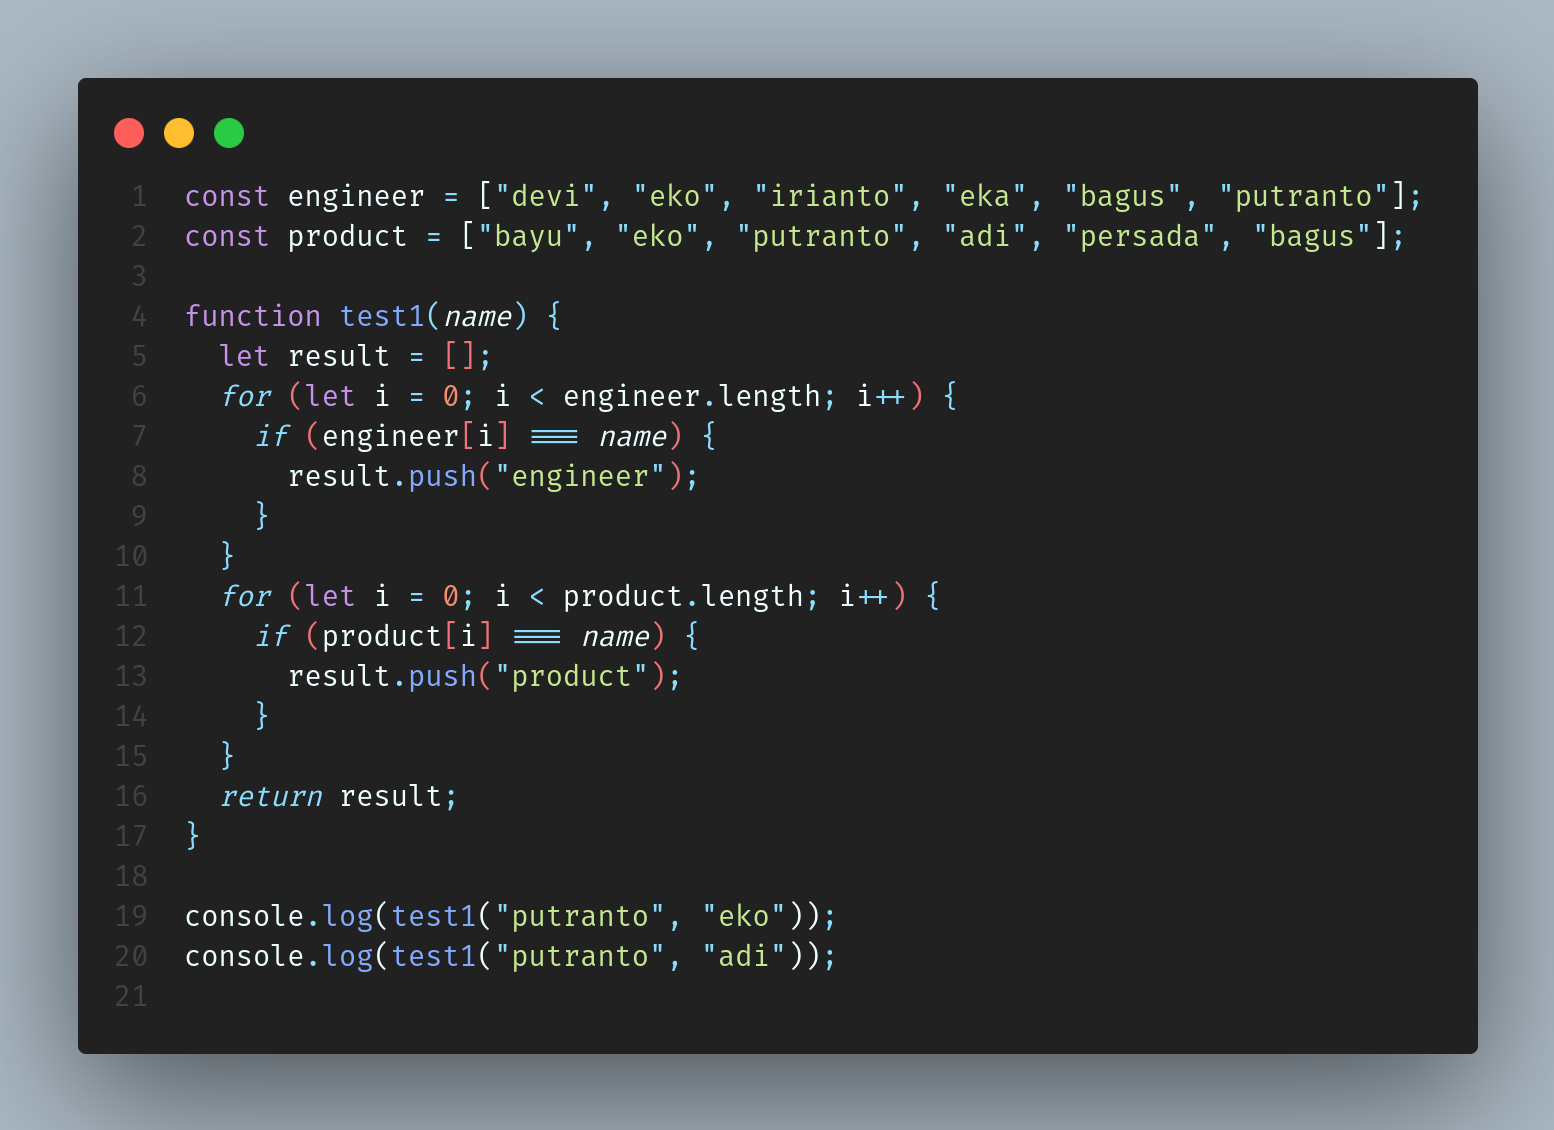 1 const engineer = ["devi", "eko", "irianto", "eka", "bagus", "putranto"];
2 const product = ["bayu", "eko", "putranto", "adi", "persada", "bagus"];
3
4 function test1(name) {
5   let result = [];
6   for (let i = 0; i < engineer.length; i++) {
7     if (engineer[i] === name) {
8       result.push("engineer");
9     }
10   }
11   for (let i = 0; i < product.length; i++) {
12     if (product[i] === name) {
13       result.push("product");
14     }
15   }
16   return result;
17 }
18
19 console.log(test1("putranto", "eko"));
20 console.log(test1("putranto", "adi"));
21